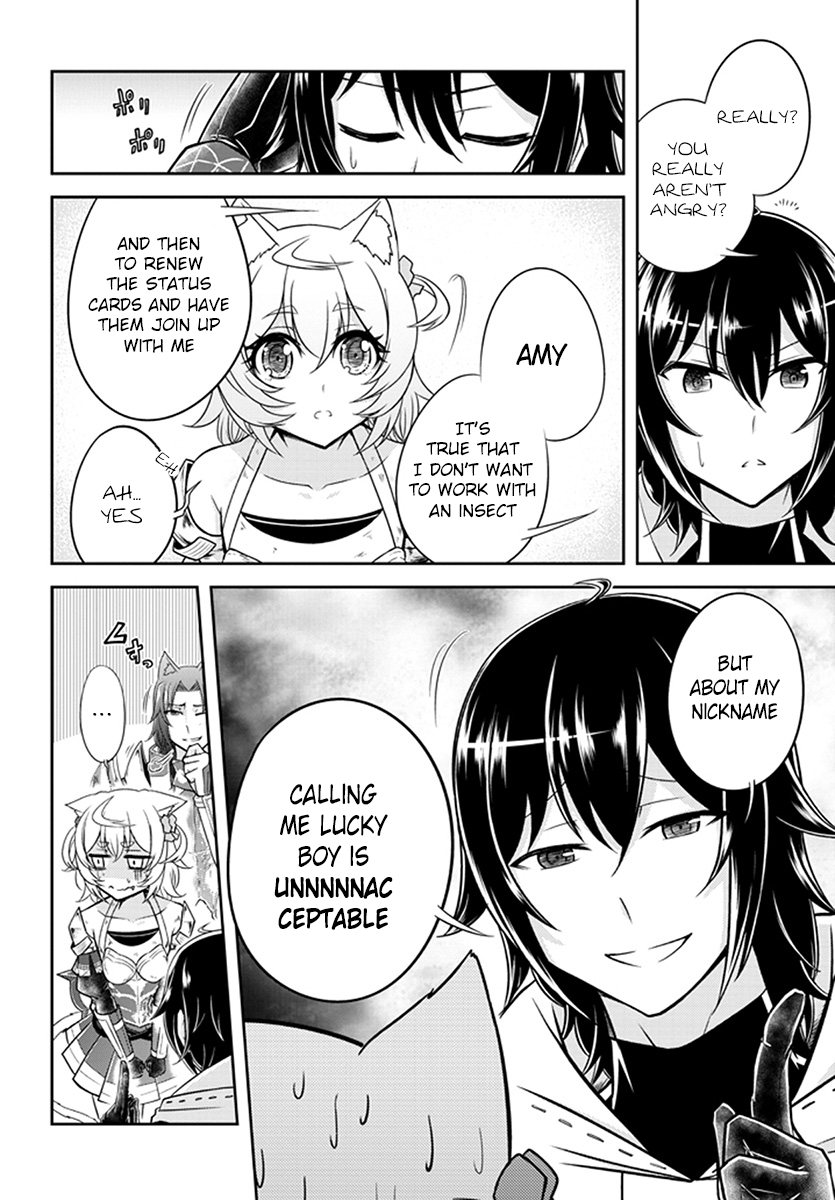 REALLY?
YOU
REALLY
AREN'T
ANGRY?
ポリ
ポリ
AMY
IT'S
TRUE THAT
I DON'T WANT
TO WORK WITH
AN INSECT
AND THEN
TO RENEW
THE STATUS
CARDS AND HAVE
THEM JOIN UP
WITH ME
EH
AH...
YES
BUT
ABOUT MY
NICKNAME
CALLING
ME LUCKY
BOY IS
UNNNNNAC
CEPTABLE
...